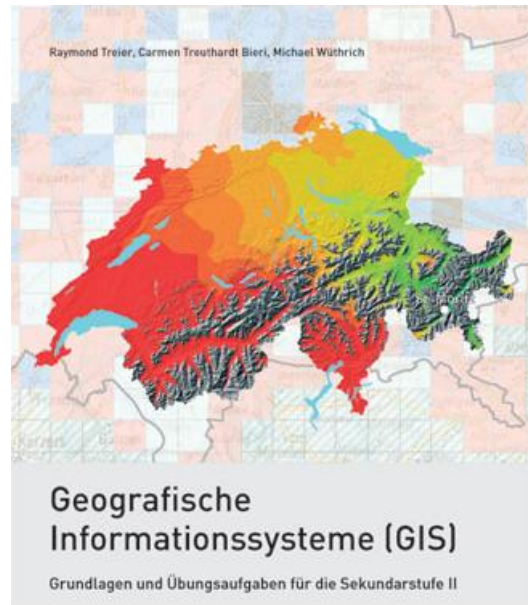 Raymond Treier, Carmen Treuthardt Bieri, Michael Wüthrich
Geografische
Informationssysteme (GIS)
Grundlagen und Übungsaufgaben für die Sekundarstufe II